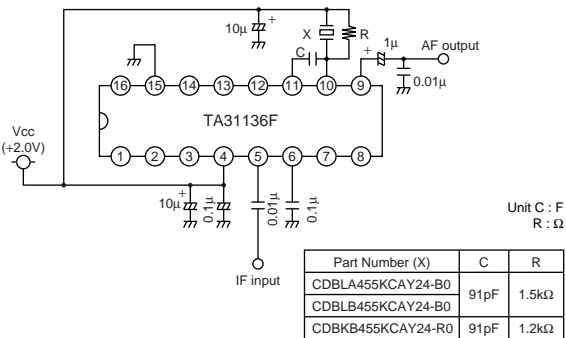 10μ
+
X
R
C
+
1μ
AF output
0.01μ
16 15 14 13 12 11 10 9
TA31136F
Vcc
(+2.0V)
1 2 3 4 5 6 7 8
10μ
+
0.1μ
0.01μ
0.1μ
IF input
Unit C : F
R : Ω
Part Number (X) C R
CDBLA455KCAY24-B0
91pF 1.5kΩ
CDBLB455KCAY24-B0
CDBKB455KCAY24-R0 91pF 1.2kΩ